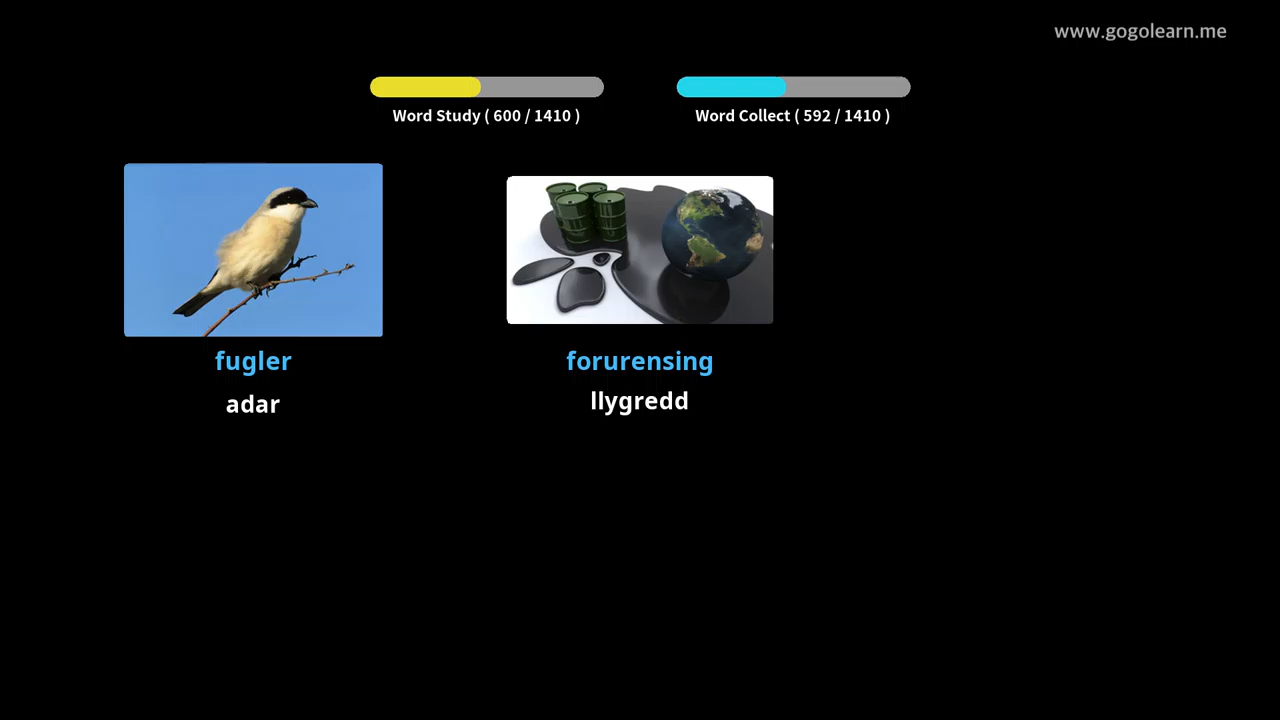 www.gogolearn.me
Word Study ( 600 / 1410 )
Word Collect ( 592 / 1410 )
fugler
adar
forurensing
llygredd